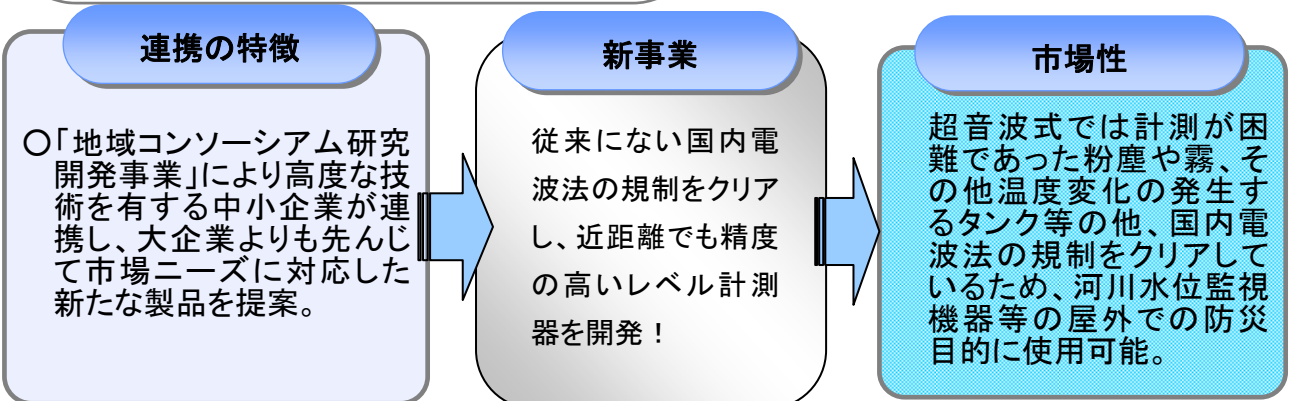 連携の特徴
〇「地域コンソーシアム研究
開発事業」により高度な技
術を有する中小企業が連
携し、大企業よりも先んじ
て市場ニーズに対応した
新たな製品を提案。
新事業
従来にない国内電
波法の規制をクリア
し、近距離でも精度
の高いレベル計測
器を開発！
市場性
超音波式では計測が困
難であった粉塵や霧、そ
の他温度変化の発生す
るタンク等の他、国内電
波法の規制をクリアして
いるため、河川水位監視
機器等の屋外での防災
目的に使用可能。